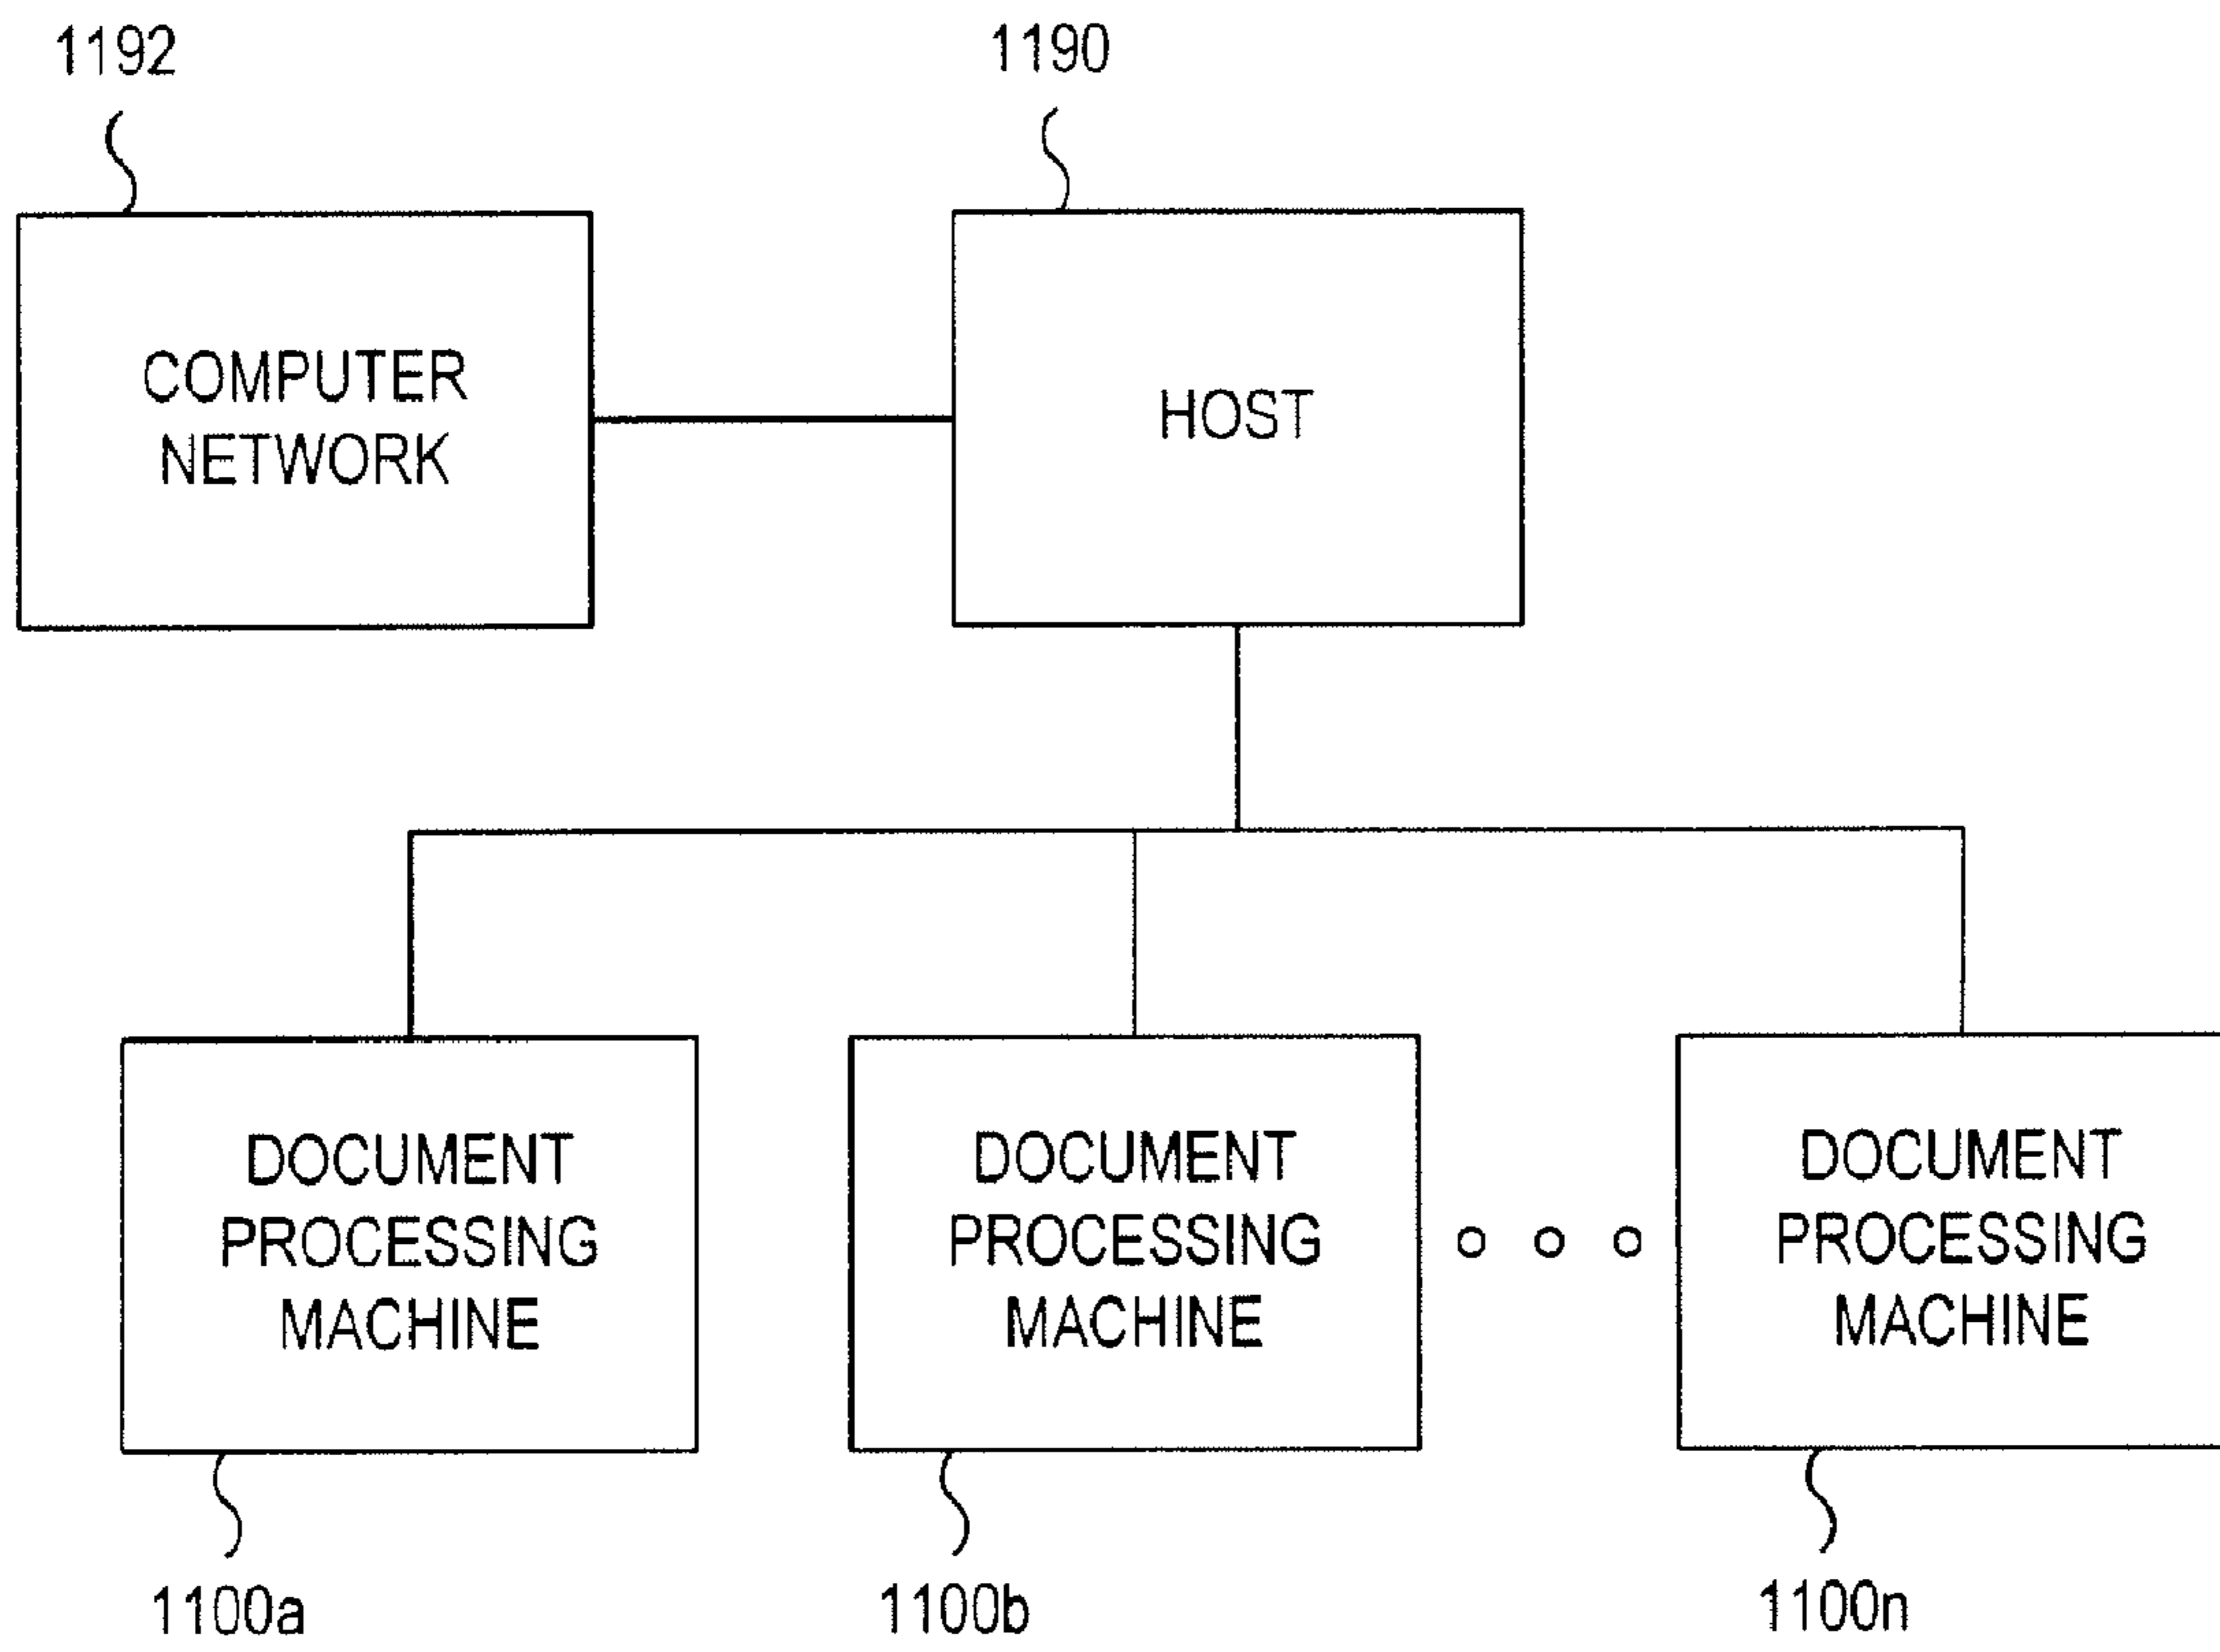 1192
1190
COMPUTER
NETWORK
HOST
DOCUMENT
PROCESSING
MACHINE
DOCUMENT
PROCESSING
MACHINE
DOCUMENT
PROCESSING
MACHINE
1100a
1100b
1100n